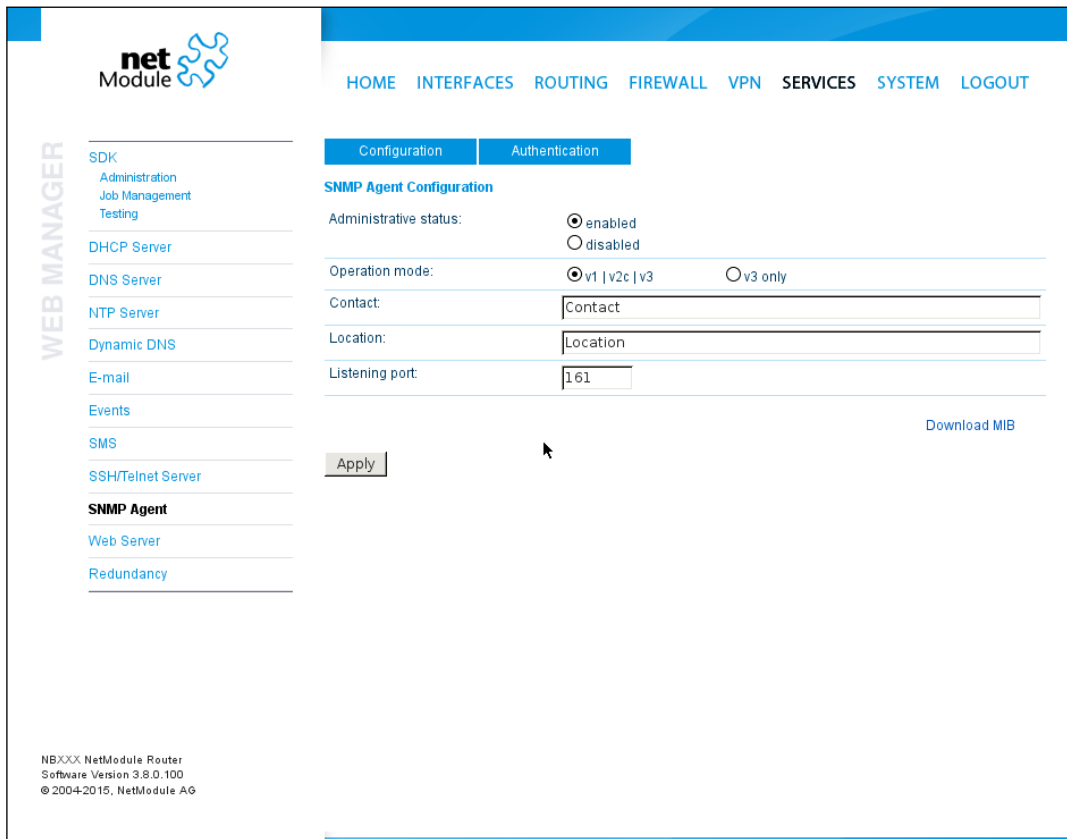 net
Module
HOME INTERFACES ROUTING FIREWALL VPN SERVICES SYSTEM LOGOUT
WEB MANAGER
SDK
Administration
Job Management
Testing
DHCP Server
DNS Server
NTP Server
Dynamic DNS
E-mail
Events
SMS
SSH/Telnet Server
SNMP Agent
Web Server
Redundancy
Configuration Authentication
SNMP Agent Configuration
Administrative status: enabled
disabled
Operation mode: v1 | v2c | v3 v3 only
Contact: Contact
Location: Location
Listening port: 161
Download MIB
Apply
NBXXX NetModule Router
Software Version 3.8.0.100
© 2004-2015, NetModule AG